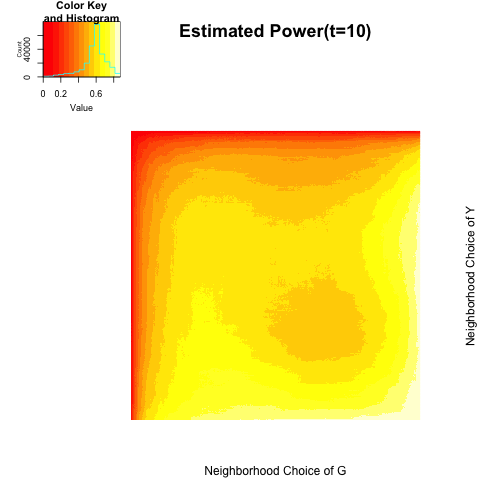 Color Key
and Histogram
Estimated Power(t=10)
Count
0 40000
0 0.2 0.6
Value
Neighborhood Choice of Y
Neighborhood Choice of G